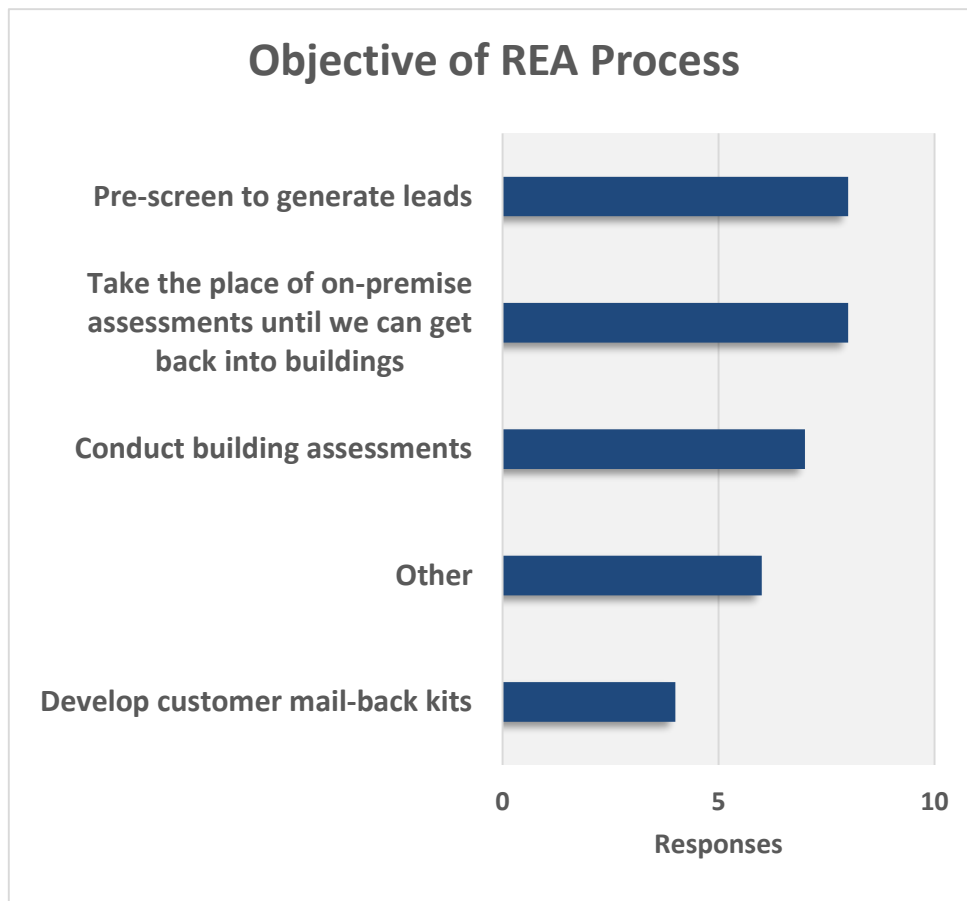 Objective of REA Process
Pre-screen to generate leads
Take the place of on-premise
assessments until we can get
back into buildings
Conduct building assessments
Other
Develop customer mail-back kits
0 5 10
Responses